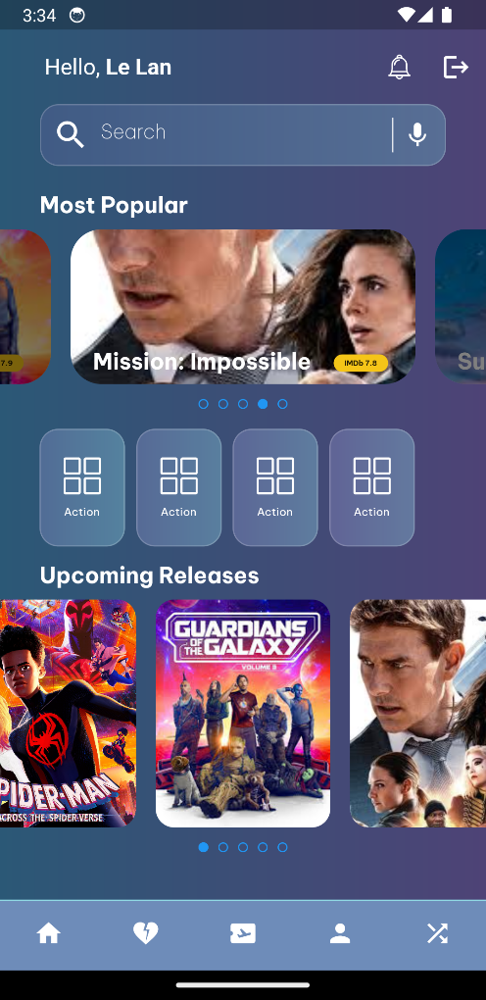 3:34
Hello, Le Lan
Search
Most Popular
7.9
Mission: Impossible
IMDb 7.8
Su
Action
Action
Action
Action
Upcoming Releases
SPIDER-MAN
ACROSS THE SPIDER-VERSE
GUARDIANS
OF THE GALAXY
VOLUME 3